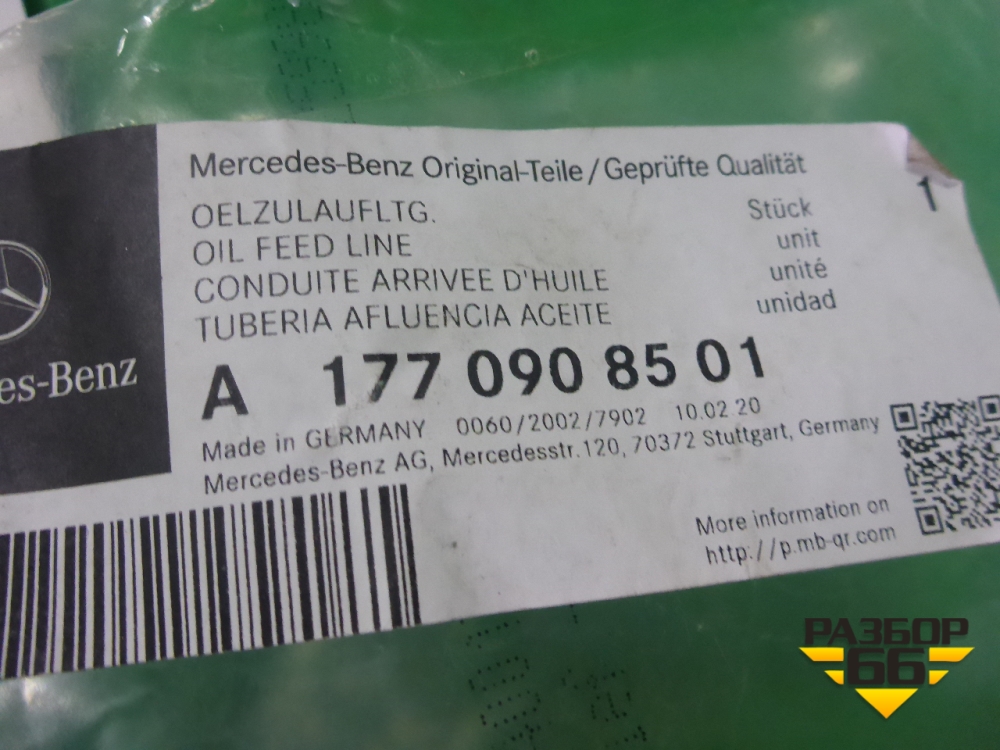 Mercedes-Benz Original-Teile/Geprüfte Qualität
1
OELZULAUFLTG. Stück
OIL FEED LINE unit
CONDUITE ARRIVEE D'HUILE unité
TUBERIA AFLUENCIA ACEITE unidad
es-Benz
A 177 090 85 01
Made in GERMANY 0060/2002/7902 10.02.20
Mercedes-Benz AG, Mercedesstr.120, 70372 Stuttgart, Germany
More information on
http://p.mb-qr.com
РАЗБОР
66